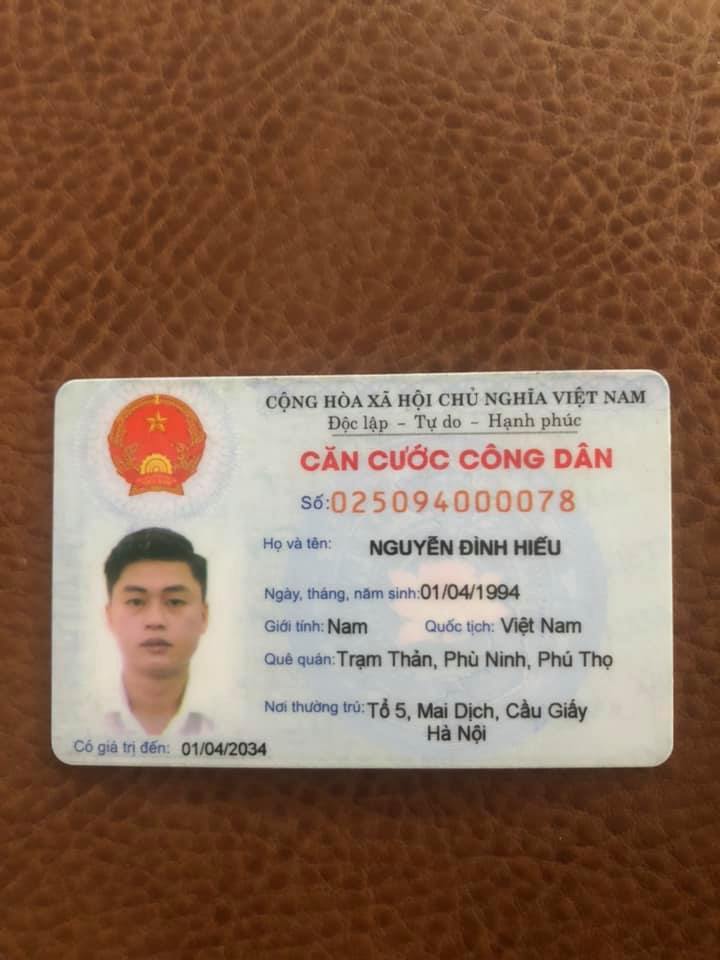 CỘNG HÒA XÃ HỘI CHỦ NGHĨA VIỆT NAM
Độc lập - Tự do - Hạnh phúc
CĂN CƯỚC CÔNG DÂN
Số:025094000078
Họ và tên: NGUYỄN ĐÌNH HIẾU
Ngày, tháng, năm sinh:01/04/1994
Giới tính: Nam Quốc tịch: Việt Nam
Quê quán: Trạm Thản, Phù Ninh, Phú Thọ
Nơi thường trú: Tổ 5, Mai Dịch, Cầu Giấy
Hà Nội
Có giá trị đến: 01/04/2034